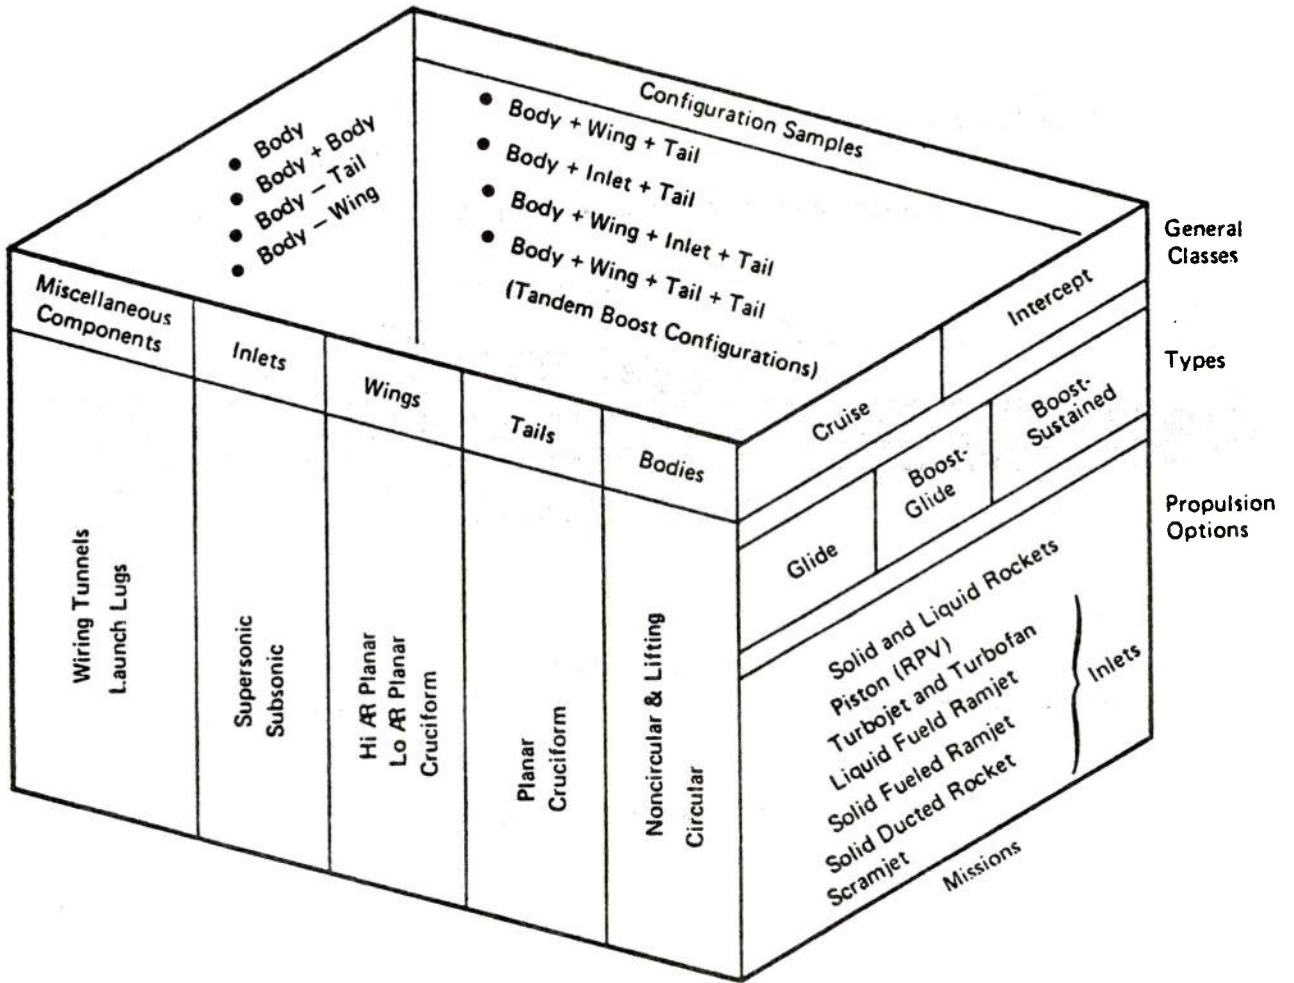 Configuration Samples
● Body
● Body + Body
● Body – Tail
● Body – Wing
● Body + Wing + Tail
● Body + Inlet + Tail
● Body + Wing + Inlet + Tail
● Body + Wing + Tail + Tail
(Tandem Boost Configurations)
General
Classes
Types
Propulsion
Options
Miscellaneous
Components
Inlets
Wings
Tails
Bodies
Wiring Tunnels
Launch Lugs
Supersonic
Subsonic
Hi AR Planar
Lo AR Planar
Cruciform
Planar
Cruciform
Noncircular & Lifting
Circular
Cruise
Intercept
Glide
Boost-
Glide
Boost-
Sustained
Solid and Liquid Rockets
Piston (RPV)
Turbojet and Turbofan
Liquid Fueld Ramjet
Solid Fueled Ramjet
Solid Ducted Rocket
Scramjet
Inlets
Missions